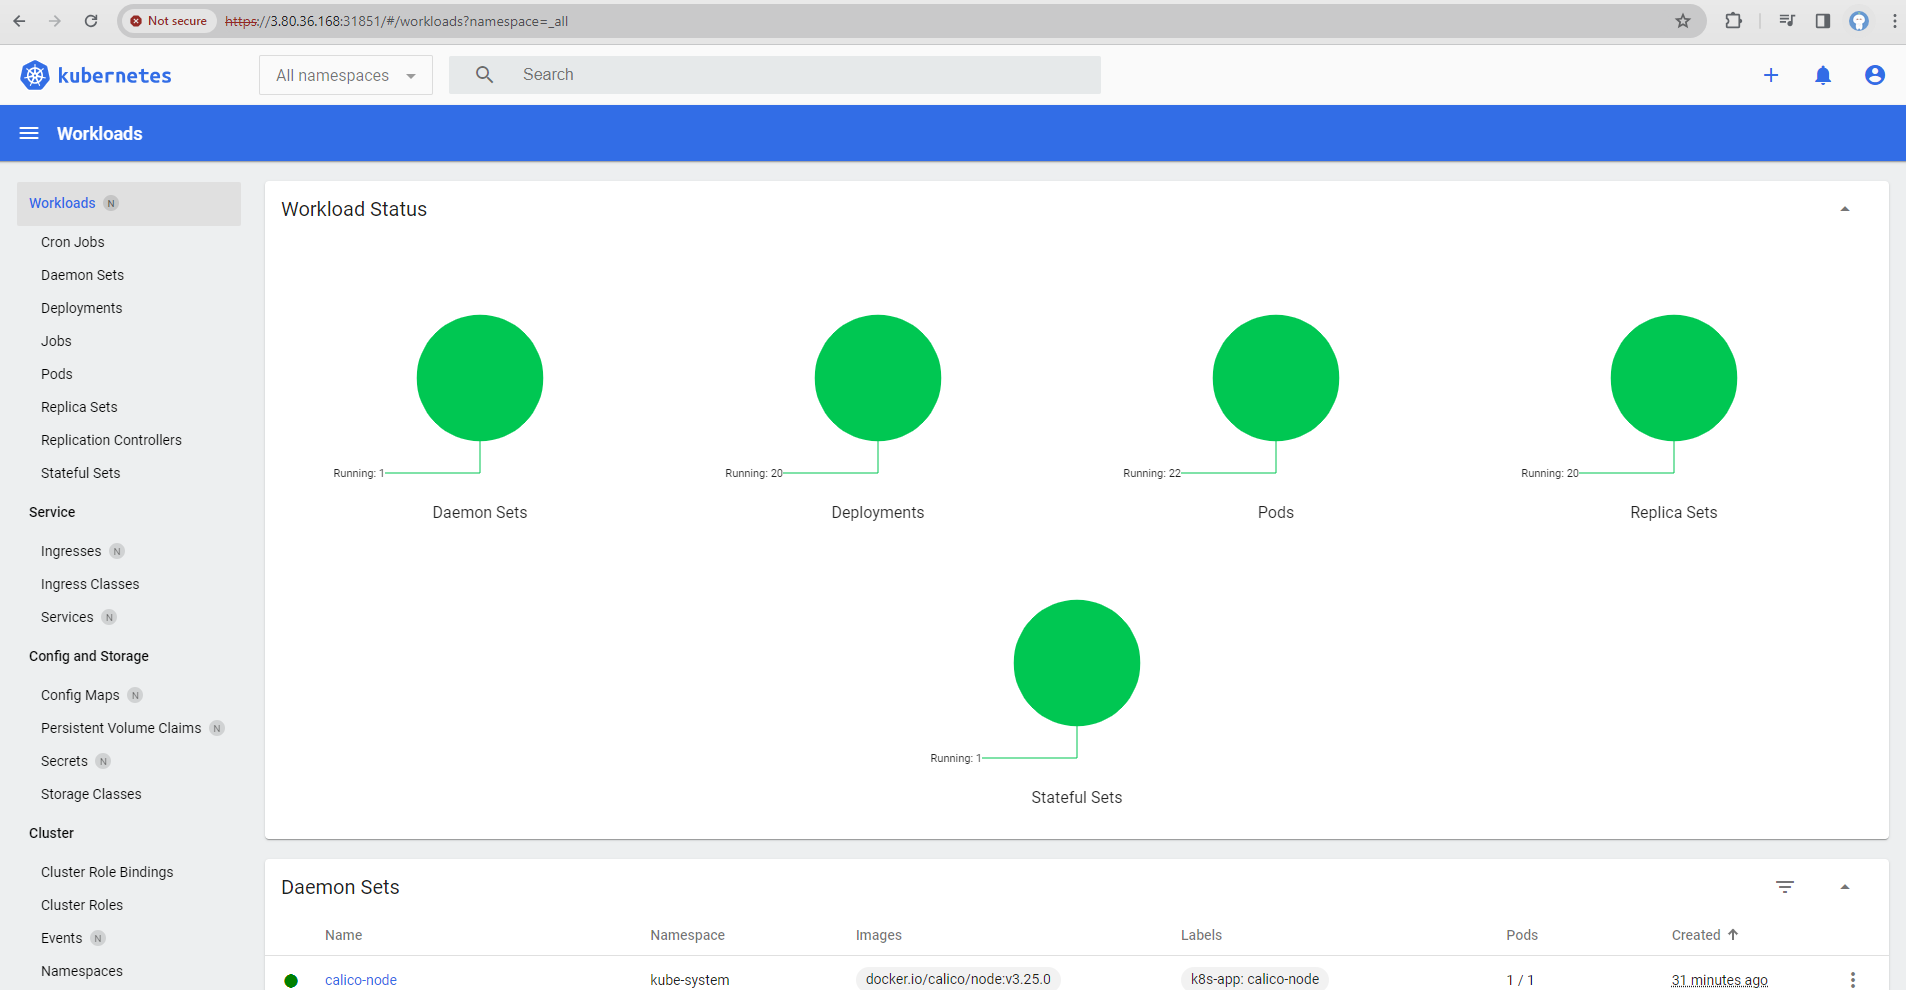 Not secure https://3.80.36.168:31851/#/workloads?namespace=_all
kubernetes All namespaces Search
Workloads
Workloads N
Cron Jobs
Daemon Sets
Deployments
Jobs
Pods
Replica Sets
Replication Controllers
Stateful Sets
Service
Ingresses N
Ingress Classes
Services N
Config and Storage
Config Maps N
Persistent Volume Claims N
Secrets N
Storage Classes
Cluster
Cluster Role Bindings
Cluster Roles
Events N
Namespaces
Workload Status
Running: 1 Running: 20 Running: 22 Running: 20
Daemon Sets Deployments Pods Replica Sets
Running: 1
Stateful Sets
Daemon Sets
Name Namespace Images Labels Pods Created
calico-node kube-system docker.io/calico/node:v3.25.0 k8s-app: calico-node 1 / 1 31 minutes ago